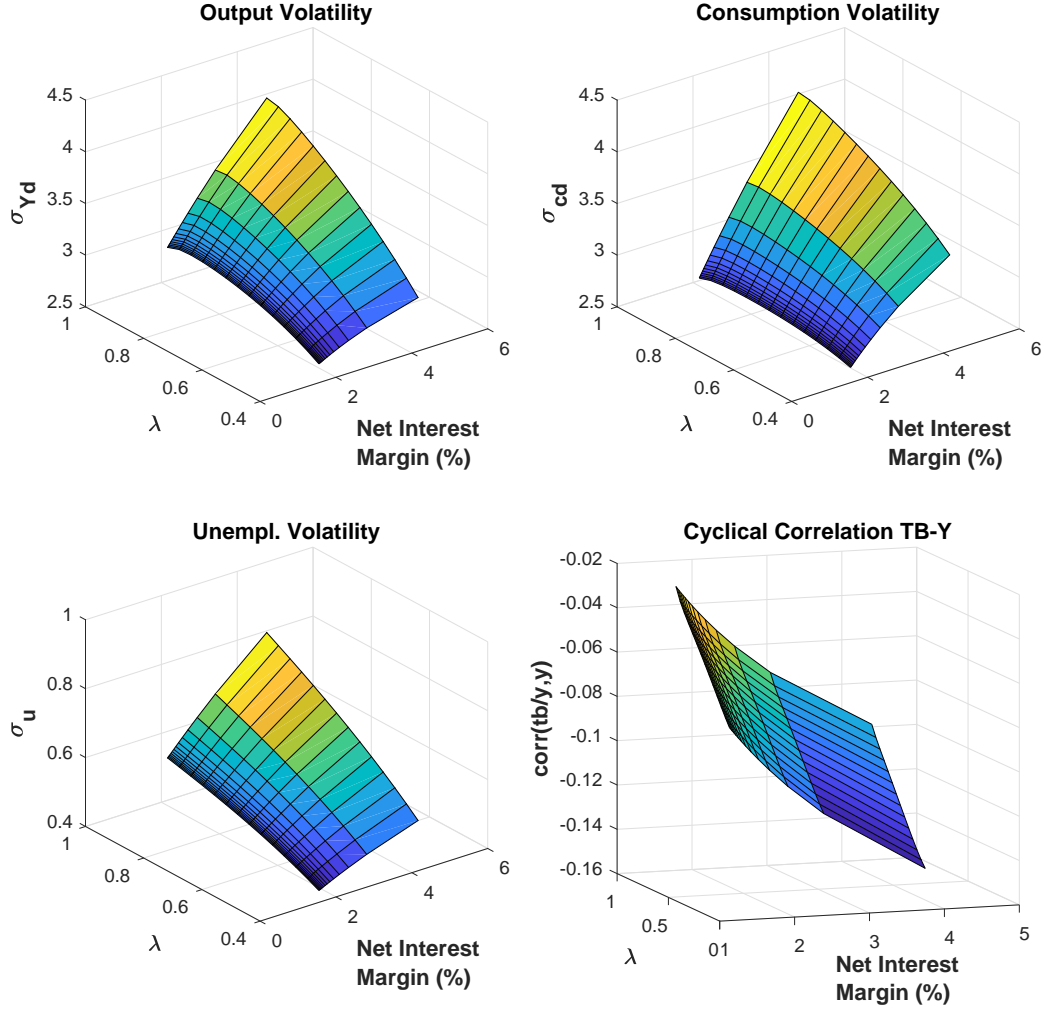 Output Volatility
4.5
4
3.5
3
2.5
σYd
1
0.8
0.6
0.4
λ
0
2
4
6
Net Interest
Margin (%)
Consumption Volatility
4.5
4
3.5
3
2.5
σcd
1
0.8
0.6
0.4
λ
0
2
4
6
Net Interest
Margin (%)
Unempl. Volatility
1
0.8
0.6
0.4
σu
1
0.8
0.6
0.4
λ
0
2
4
6
Net Interest
Margin (%)
Cyclical Correlation TB-Y
-0.02
-0.04
-0.06
-0.08
-0.1
-0.12
-0.14
-0.16
corr(tb/y,y)
1
0.5
0
λ
1
2
3
4
5
Net Interest
Margin (%)